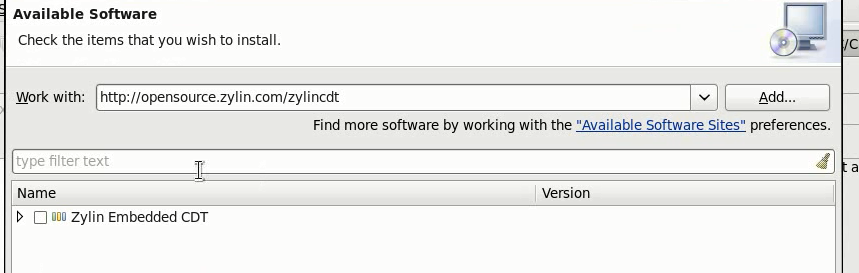 Available Software
Check the items that you wish to install.
Work with: http://opensource.zylin.com/zylincdt Add...
Find more software by working with the "Available Software Sites" preferences.
type filter text
Name Version
Zylin Embedded CDT